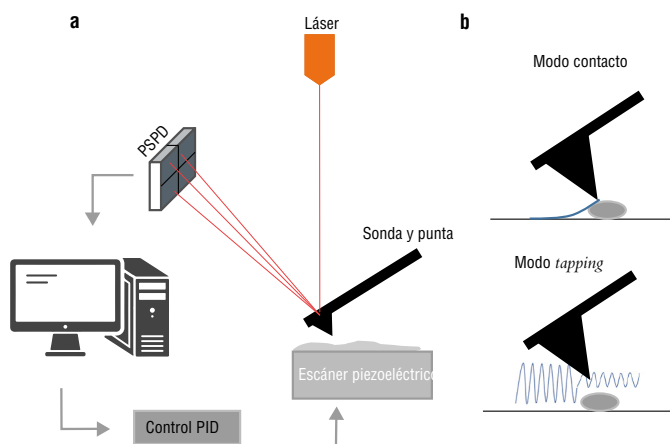 a
Láser
PSPD
Sonda y punta
Escáner piezoeléctrico
Control PID
b
Modo contacto
Modo tapping